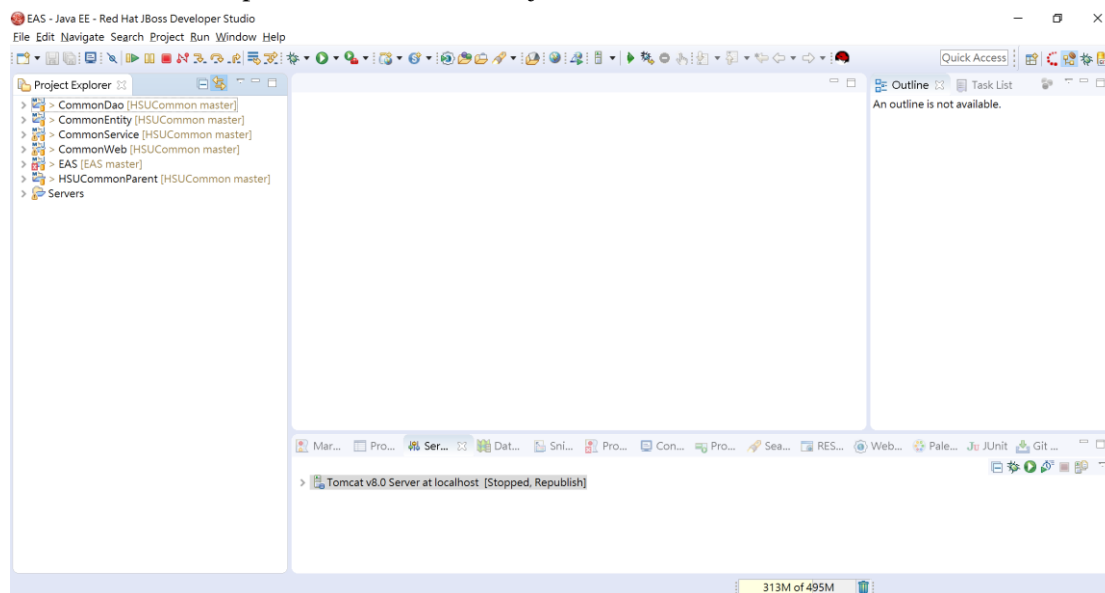 EAS - Java EE - Red Hat JBoss Developer Studio
File Edit Navigate Search Project Run Window Help
Quick Access
Project Explorer
Outline
Task List
> CommonDao [HSUCommon master]
> CommonEntity [HSUCommon master]
> CommonService [HSUCommon master]
> CommonWeb [HSUCommon master]
> EAS [EAS master]
> HSUCommonParent [HSUCommon master]
Servers
An outline is not available.
Mar... Pro... Ser... Dat... Sni... Pro... Con... Pro... Sea... RES... Web... Pale... JUnit Git ...
Tomcat v8.0 Server at localhost [Stopped, Republish]
313M of 495M